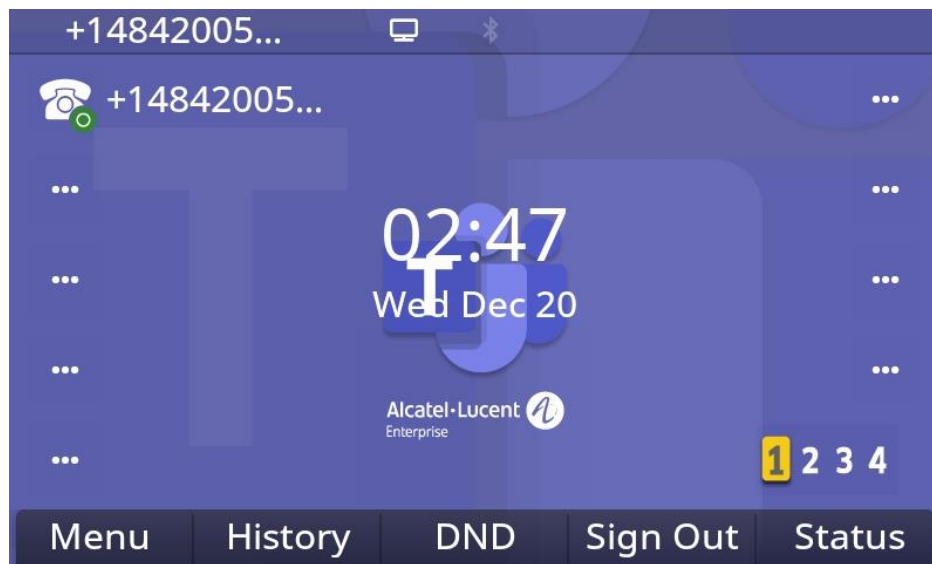 +14842005...
+14842005...
...
...
...
02:47
...
...
T
Wed Dec 20
...
...
Alcatel·Lucent
Enterprise
...
1 2 3 4
Menu History DND Sign Out Status